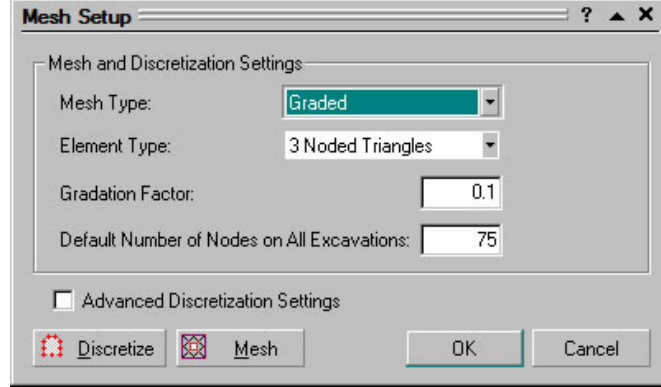 Mesh Setup ?
Mesh and Discretization Settings
Mesh Type: Graded
Element Type: 3 Noded Triangles
Gradation Factor: 0.1
Default Number of Nodes on All Excavations: 75
Advanced Discretization Settings
Discretize Mesh OK Cancel